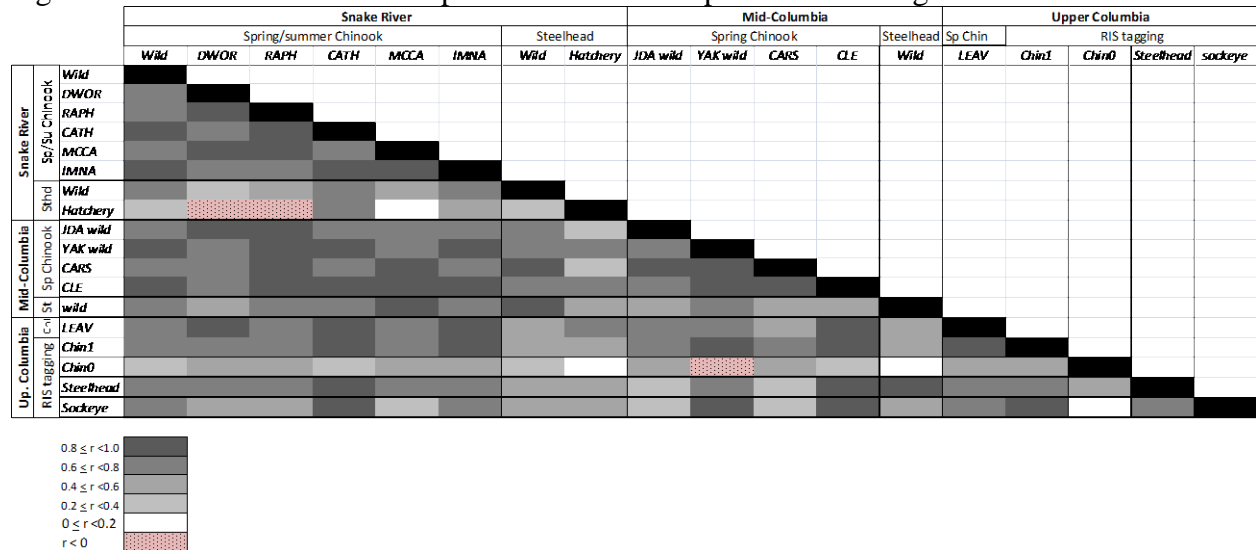 Snake River Mid-Columbia Upper Columbia
Spring/summer Chinook Steelhead Spring Chinook Steelhead Sp Chin RIS tagging
Wild DWOR RAPH CATH MCCA IMNA Wild Hatchery JDA wild YAK wild CARS CLE Wild LEAV Chin1 Chin0 Steelhead sockeye
Snake River
Sp/Su Chinook
Wild
DWOR
RAPH
CATH
MCCA
IMNA
Sthd
Wild
Hatchery
Mid-Columbia
Sp Chinook
JDA wild
YAK wild
CARS
CLE
St
wild
Up. Columbia
LEAV
RIS tagging
Chin1
Chin0
Steelhead
Sockeye
0.8 ≤ r <1.0
0.6 ≤ r <0.8
0.4 ≤ r <0.6
0.2 ≤ r <0.4
0 ≤ r <0.2
r < 0